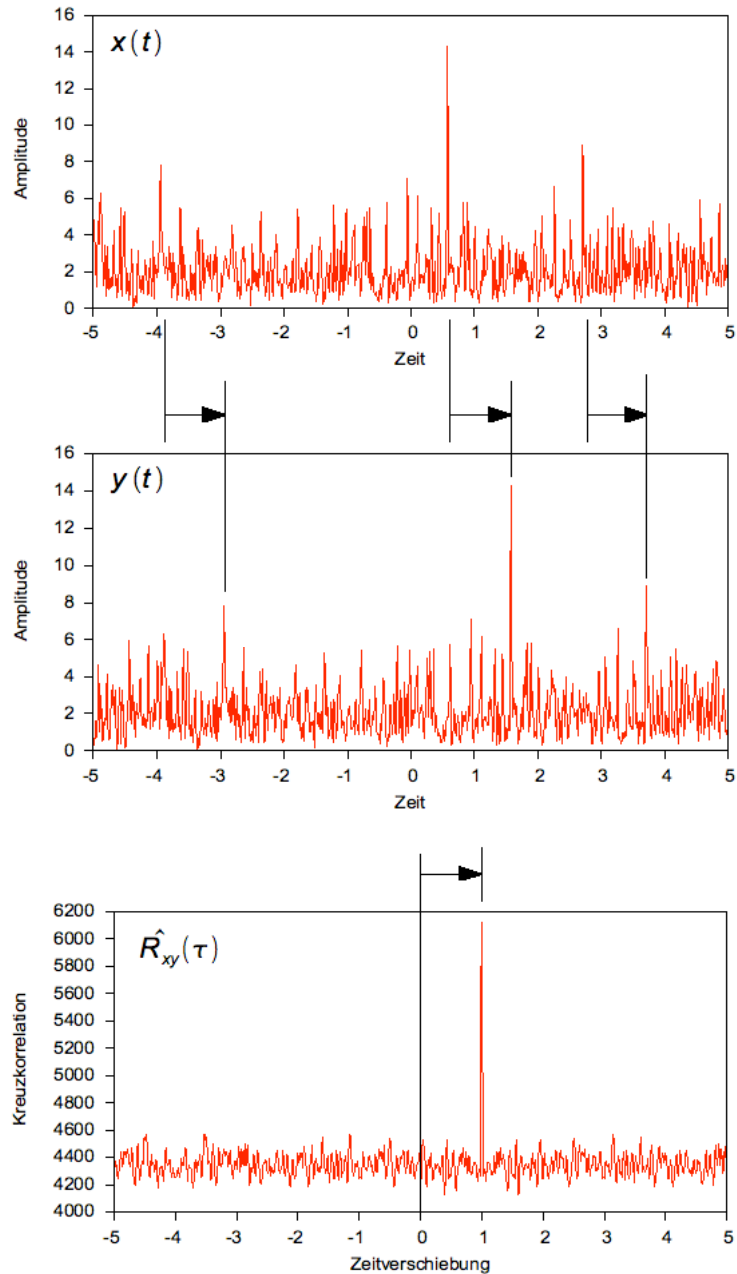 x(t)
Amplitude
16
14
12
10
8
6
4
2
0
-5 -4 -3 -2 -1 0 1 2 3 4 5
Zeit
y(t)
Amplitude
16
14
12
10
8
6
4
2
0
-5 -4 -3 -2 -1 0 1 2 3 4 5
Zeit
R̂xy(τ)
Kreuzkorrelation
6200
6000
5800
5600
5400
5200
5000
4800
4600
4400
4200
4000
-5 -4 -3 -2 -1 0 1 2 3 4 5
Zeitverschiebung